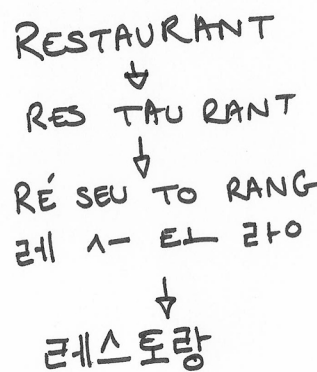 RESTAURANT
RES TAU RANT
RÉ SEU TO RANG
레 ㅅㅡ ㅌㅗ 라ㅇ
레스토랑